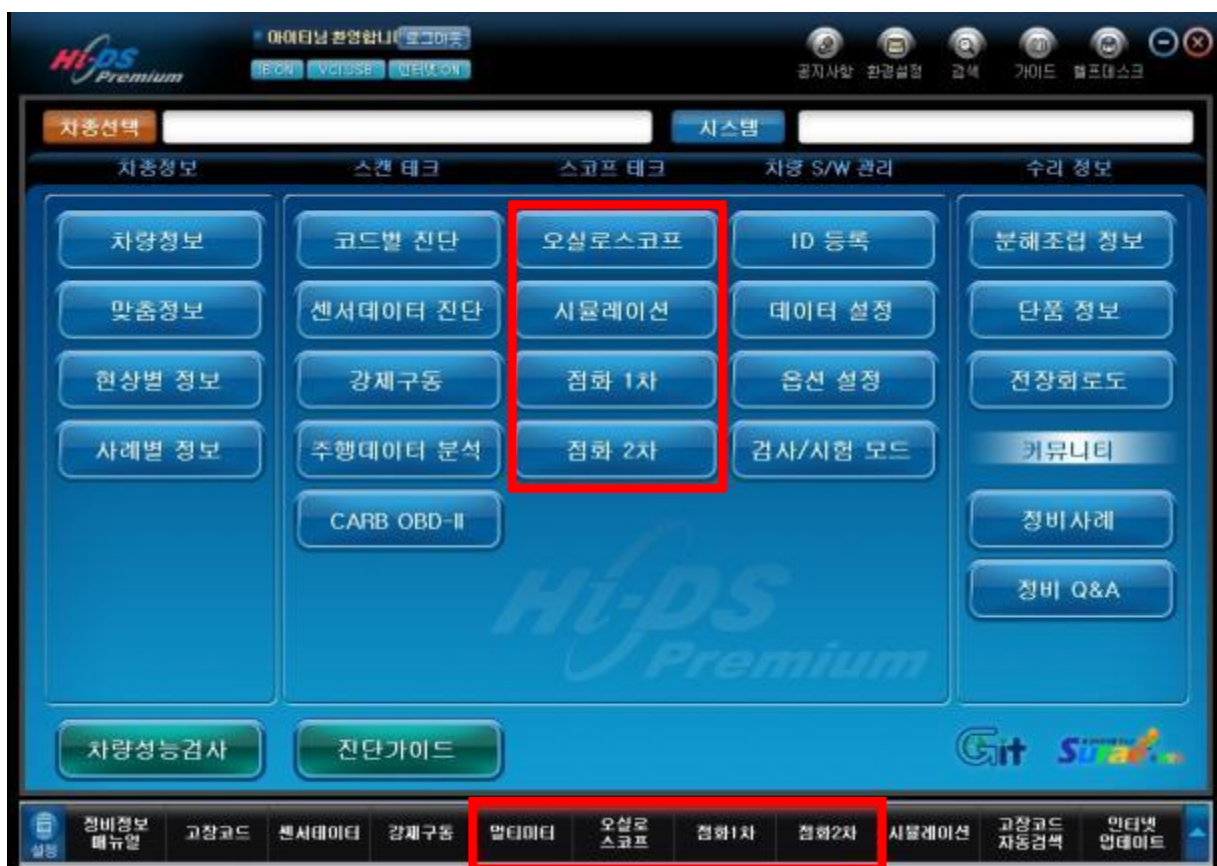 Hi-DS
Premium
아이티님 환영합니다 로그아웃
IB:ON VCI:USB 인터넷:ON
공지사항 환경설정 검색 가이드 헬프데스크
차종선택 시스템
차종정보 스캔 테크 스코프 테크 차량 S/W 관리 수리 정보
차량정보 코드별 진단 오실로스코프 ID 등록 분해조립 정보
맞춤정보 센서데이터 진단 시뮬레이션 데이터 설정 단품 정보
현상별 정보 강제구동 점화 1차 옵션 설정 전장회로도
사례별 정보 주행데이터 분석 점화 2차 검사/시험 모드 커뮤니티
CARB OBD-II 정비사례
정비 Q&A
Hi-DS
Premium
차량성능검사 진단가이드 Git
설정 정비정보
매뉴얼 고장코드 센서데이터 강제구동 멀티미터 오실로
스코프 점화1차 점화2차 시뮬레이션 고장코드
자동검색 인터넷
업데이트